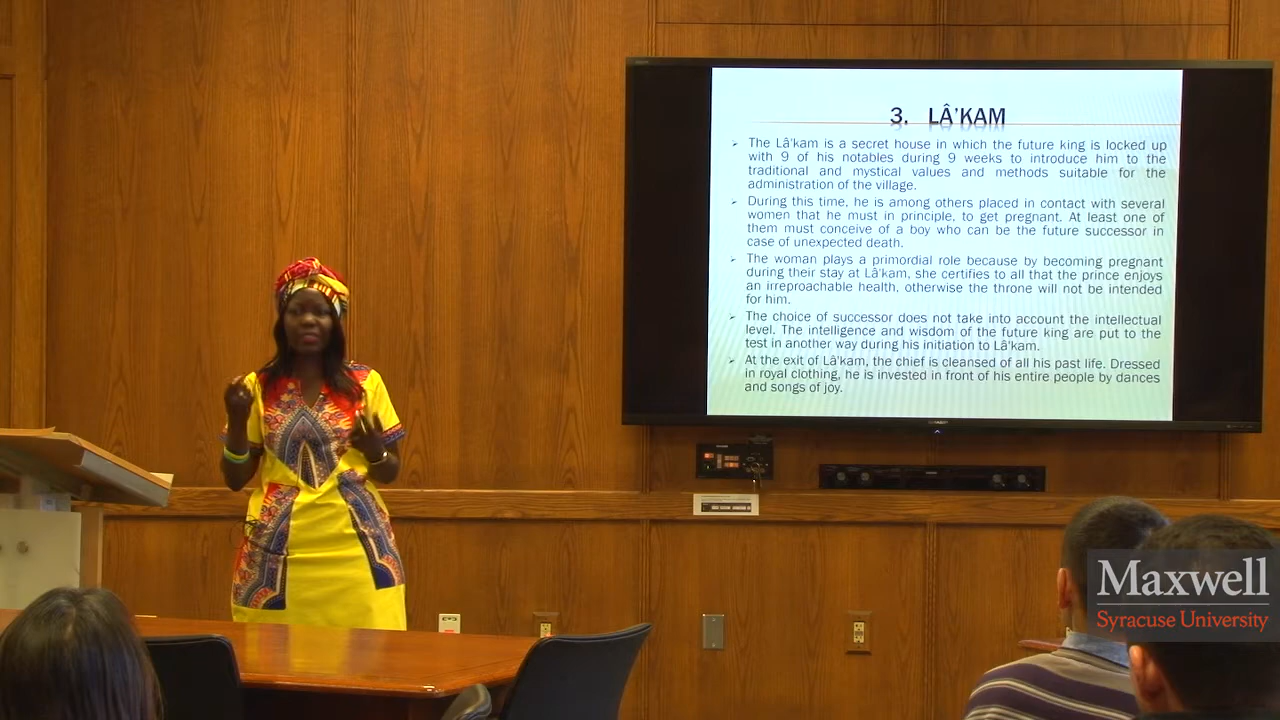 3. LÂ'KAM
➢ The Lâ'kam is a secret house in which the future king is locked up
with 9 of his notables during 9 weeks to introduce him to the
traditional and mystical values and methods suitable for the
administration of the village.
➢ During this time, he is among others placed in contact with several
women that he must in principle, to get pregnant. At least one of
them must conceive of a boy who can be the future successor in
case of unexpected death.
➢ The woman plays a primordial role because by becoming pregnant
during their stay at Lâ'kam, she certifies to all that the prince enjoys
an irreproachable health, otherwise the throne will not be intended
for him.
➢ The choice of successor does not take into account the intellectual
level. The intelligence and wisdom of the future king are put to the
test in another way during his initiation to Lâ'kam.
➢ At the exit of Lâ'kam, the chief is cleansed of all his past life. Dressed
in royal clothing, he is invested in front of his entire people by dances
and songs of joy.
Maxwell
Syracuse University